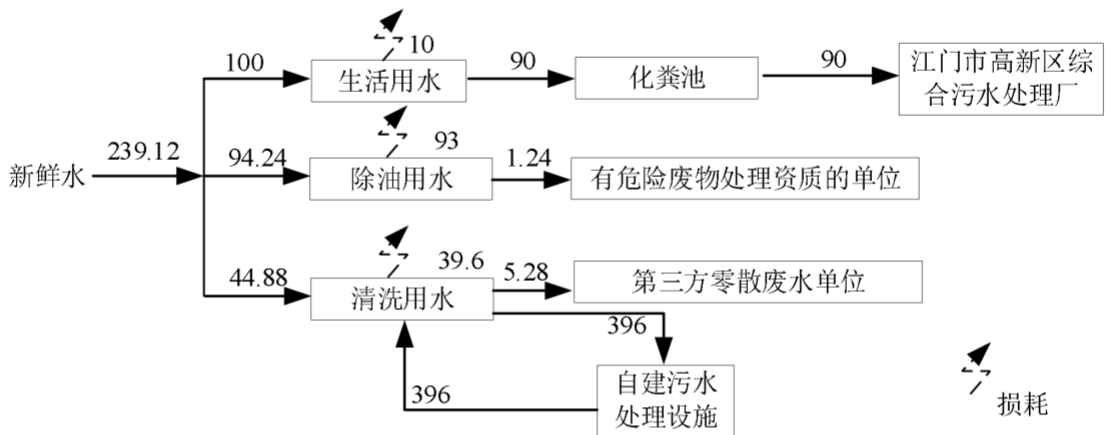 10
100
生活用水
90
化粪池
90
江门市高新区综
合污水处理厂
新鲜水
239.12
94.24
93
除油用水
1.24
有危险废物处理资质的单位
44.88
39.6
清洗用水
5.28
第三方零散废水单位
396
396
自建污水
处理设施
损耗